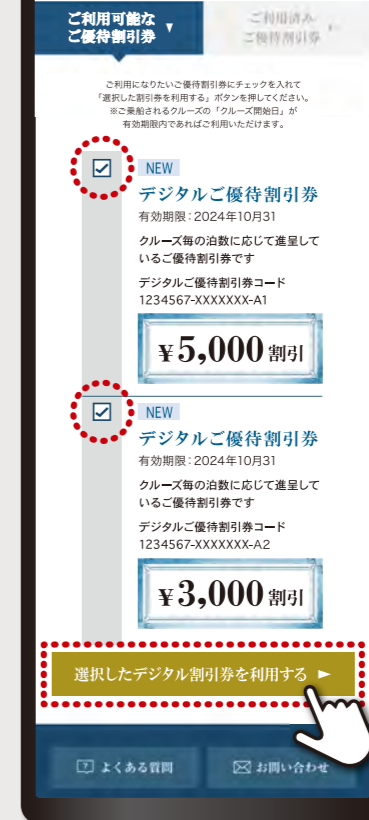 ご利用可能な
ご優待割引券
▼
ご利用済み
ご優待割引券
ご利用になりたいご優待割引券にチェックを入れて
「選択した割引券を利用する」ボタンを押してください。
※ご乗船されるクルーズの「クルーズ開始日」が
有効期限内であればご利用いただけます。
NEW
デジタルご優待割引券
有効期限：2024年10月31
クルーズ毎の泊数に応じて進呈して
いるご優待割引券です
デジタルご優待割引券コード
1234567-XXXXXXX-A1
¥5,000割引
NEW
デジタルご優待割引券
有効期限：2024年10月31
クルーズ毎の泊数に応じて進呈して
いるご優待割引券です
デジタルご優待割引券コード
1234567-XXXXXXX-A2
¥3,000割引
選択したデジタル割引券を利用する ►
? よくある質問
お問い合わせ